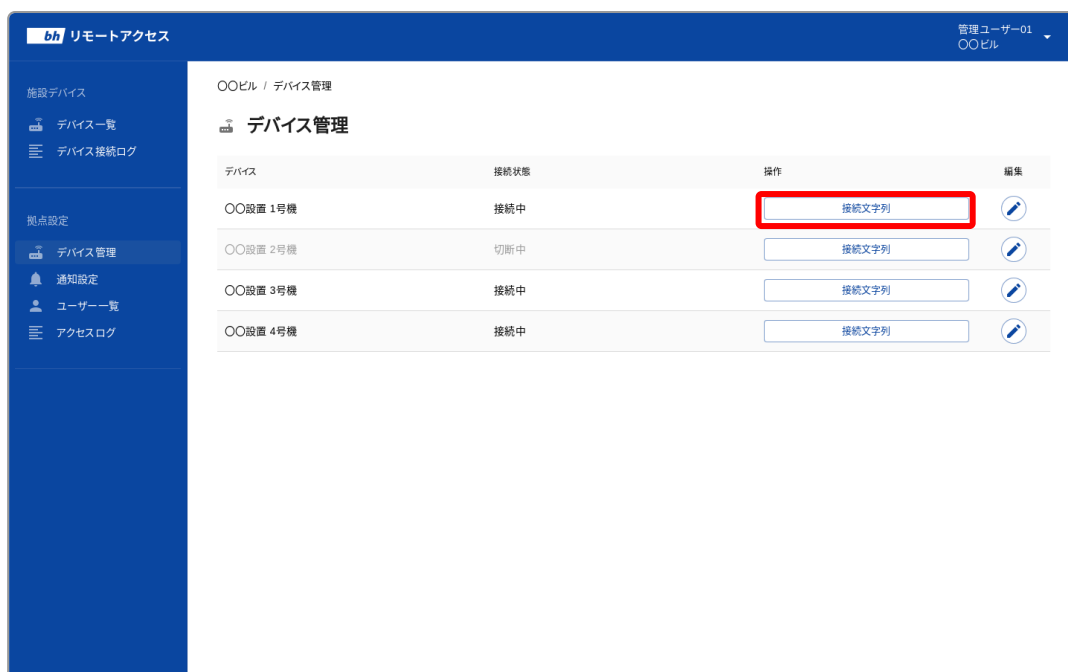 bh リモートアクセス
管理ユーザー01
〇〇ビル
施設デバイス
デバイス一覧
デバイス接続ログ
拠点設定
デバイス管理
通知設定
ユーザー一覧
アクセスログ
〇〇ビル / デバイス管理
デバイス管理
デバイス 接続状態 操作 編集
〇〇設置 1号機 接続中 接続文字列
〇〇設置 2号機 切断中 接続文字列
〇〇設置 3号機 接続中 接続文字列
〇〇設置 4号機 接続中 接続文字列